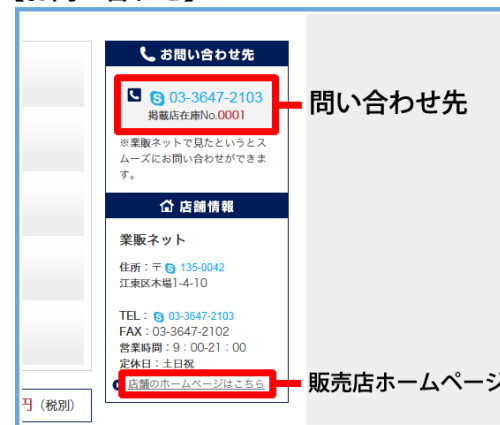 お問い合わせ先
03-3647-2103
掲載店在庫No.0001
問い合わせ先
※業販ネットで見たというとス
ムーズにお問い合わせができま
す。
店舗情報
業販ネット
住所:〒 135-0042
江東区木場1-4-10
TEL: 03-3647-2103
FAX:03-3647-2102
営業時間:9:00-21:00
定休日:土日祝
店舗のホームページはこちら
販売店ホームページ
円(税別)